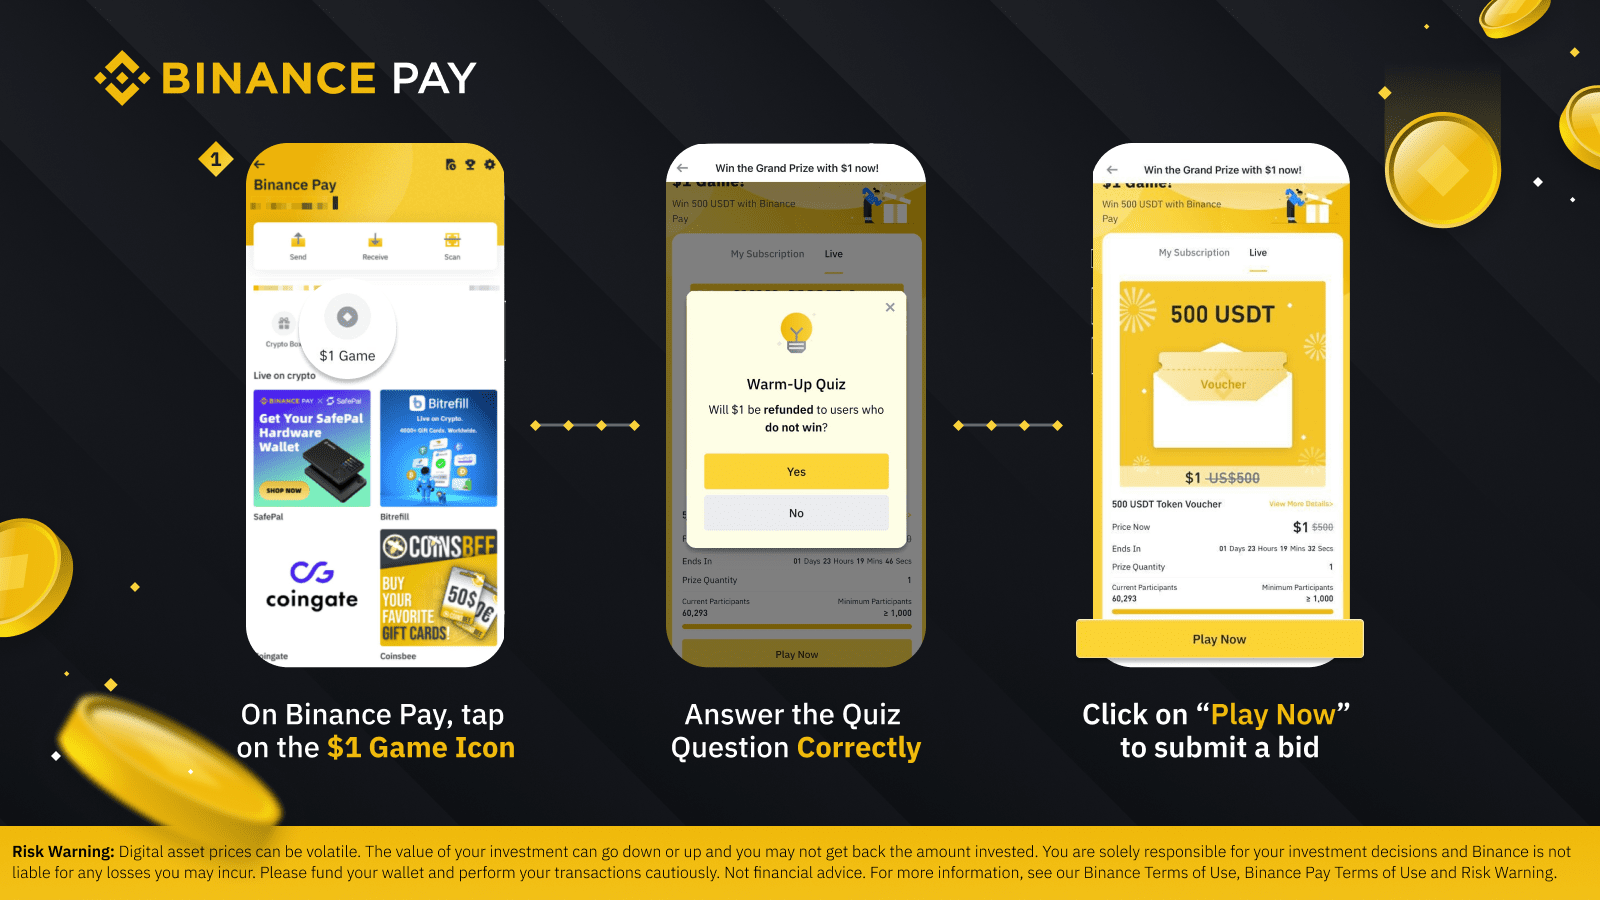 BINANCE PAY
1
Binance Pay
Send Receive Scan
Crypto Box
$1 Game
Live on crypto
BINANCE PAY X SafePal
Get Your SafePal
Hardware
Wallet
SHOP NOW
SafePal
Bitrefill
Live on Crypto.
4000+ Gift Cards. Worldwide.
Bitrefill
coingate
Coingate
COINSBEE
BUY
YOUR
FAVORITE
GIFT CARDS!
50$
Coinsbee
On Binance Pay, tap
on the $1 Game Icon
Win the Grand Prize with $1 now!
$1 Game!
Win 500 USDT with Binance
Pay
My Subscription Live
Warm-Up Quiz
Will $1 be refunded to users who
do not win?
Yes
No
Ends In 01 Days 23 Hours 19 Mins 46 Secs
Prize Quantity 1
Current Participants Minimum Participants
60,293 ≥ 1,000
Play Now
Answer the Quiz
Question Correctly
Win the Grand Prize with $1 now!
$1 Game!
Win 500 USDT with Binance
Pay
My Subscription Live
500 USDT
Voucher
$1 US$500
500 USDT Token Voucher View More Details>
Price Now $1 $500
Ends In 01 Days 23 Hours 19 Mins 32 Secs
Prize Quantity 1
Current Participants Minimum Participants
60,293 ≥ 1,000
Play Now
Click on “Play Now”
to submit a bid
Risk Warning: Digital asset prices can be volatile. The value of your investment can go down or up and you may not get back the amount invested. You are solely responsible for your investment decisions and Binance is not
liable for any losses you may incur. Please fund your wallet and perform your transactions cautiously. Not financial advice. For more information, see our Binance Terms of Use, Binance Pay Terms of Use and Risk Warning.